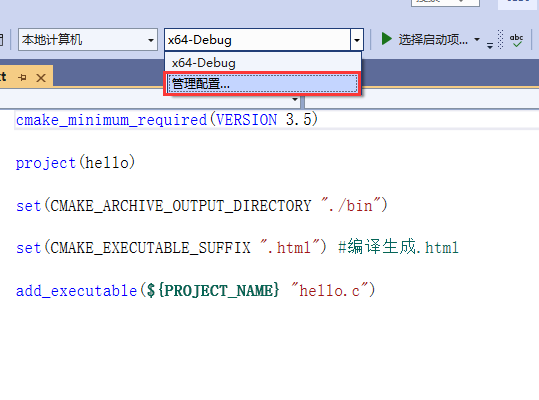 本地计算机
x64-Debug
选择启动项...
abc
x64-Debug
管理配置...
cmake_minimum_required(VERSION 3.5)
project(hello)
set(CMAKE_ARCHIVE_OUTPUT_DIRECTORY "./bin")
set(CMAKE_EXECUTABLE_SUFFIX ".html") #编译生成.html
add_executable(${PROJECT_NAME} "hello.c")